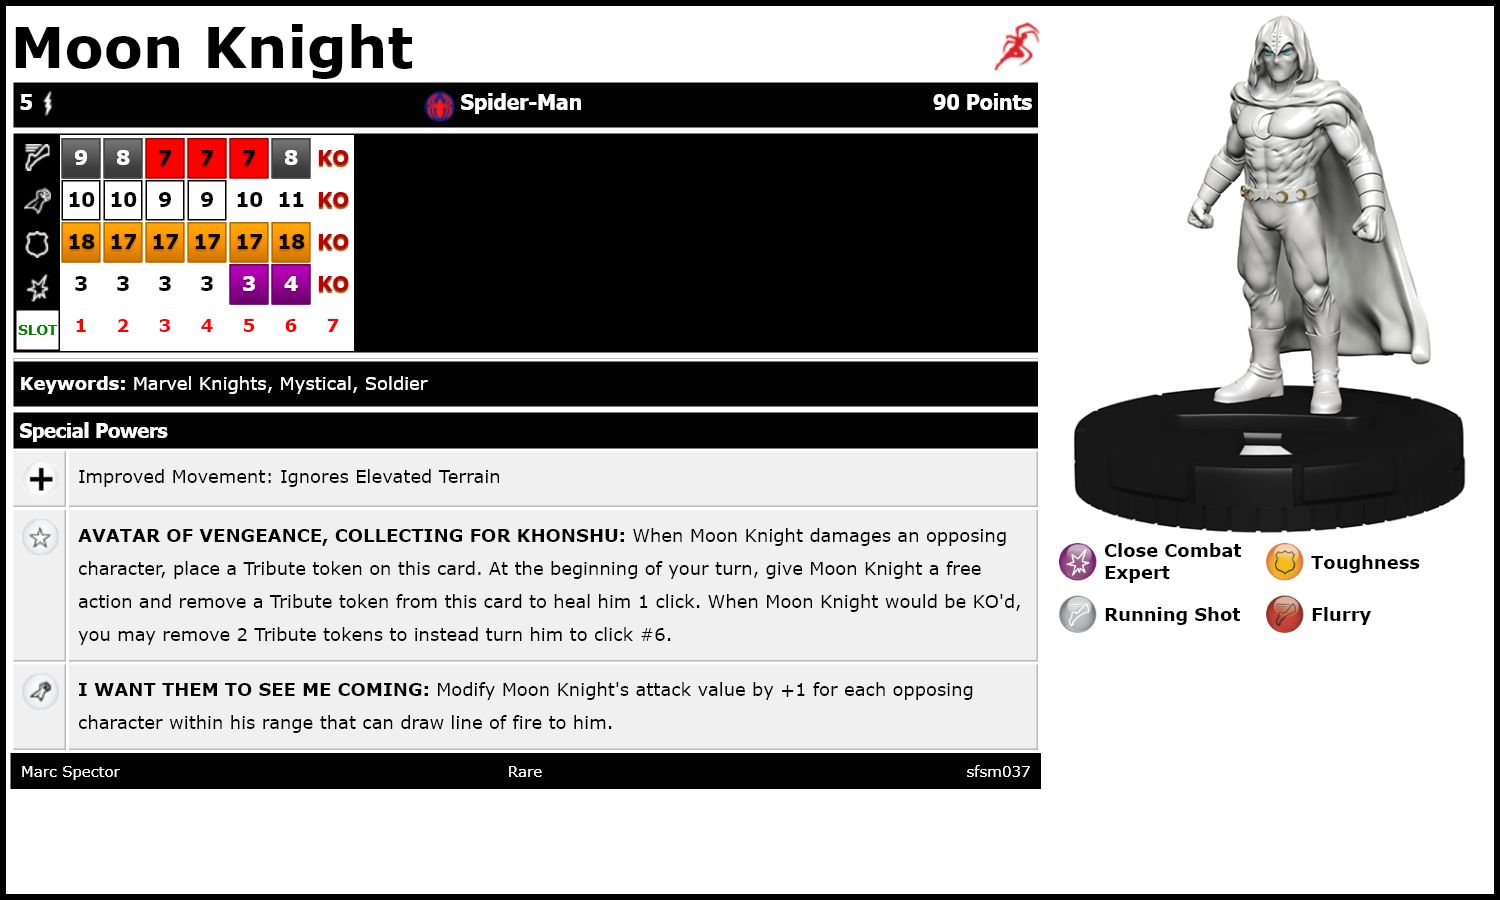 Moon Knight
5 Spider-Man 90 Points
9 8 7 7 7 8 KO
10 10 9 9 10 11 KO
18 17 17 17 17 18 KO
3 3 3 3 3 4 KO
SLOT 1 2 3 4 5 6 7
Keywords: Marvel Knights, Mystical, Soldier
Special Powers
Improved Movement: Ignores Elevated Terrain
AVATAR OF VENGEANCE, COLLECTING FOR KHONSHU: When Moon Knight damages an opposing
character, place a Tribute token on this card. At the beginning of your turn, give Moon Knight a free
action and remove a Tribute token from this card to heal him 1 click. When Moon Knight would be KO'd,
you may remove 2 Tribute tokens to instead turn him to click #6.
I WANT THEM TO SEE ME COMING: Modify Moon Knight's attack value by +1 for each opposing
character within his range that can draw line of fire to him.
Marc Spector Rare sfsm037
Close Combat
Expert
Toughness
Running Shot
Flurry